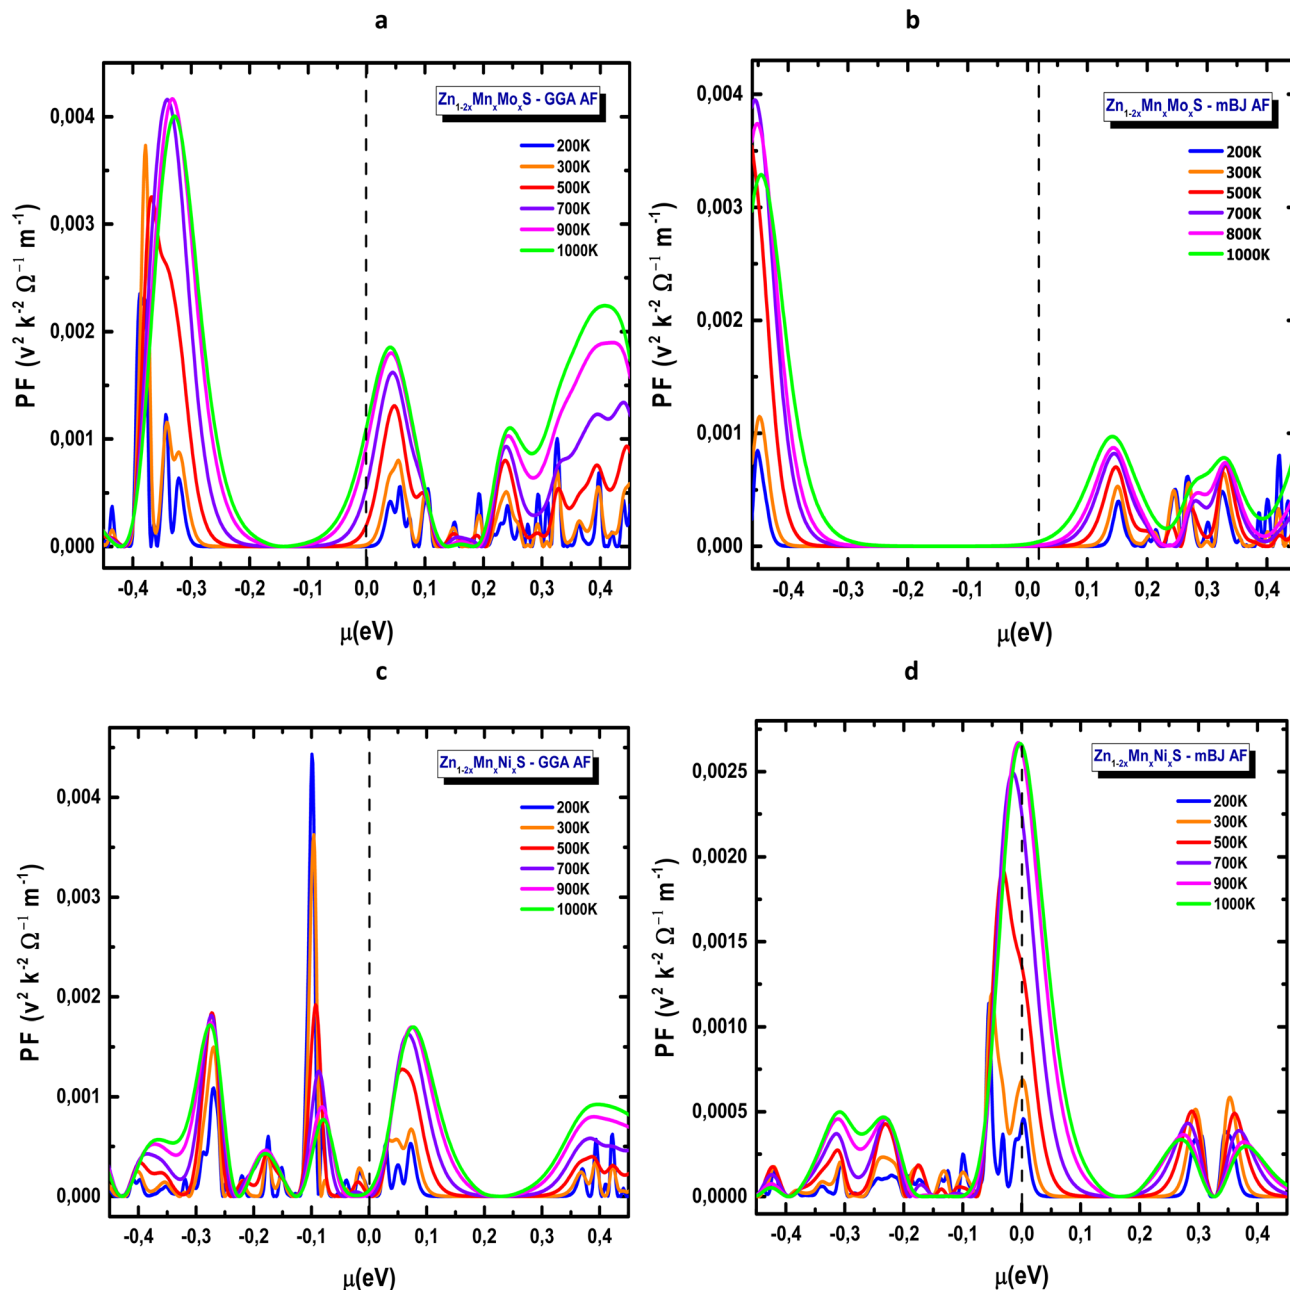 a
Zn1-2xMnxMoxS - GGA AF
200K
300K
500K
700K
900K
1000K
0,004
0,003
0,002
0,001
0,000
PF (v² k⁻² Ω⁻¹ m⁻¹)
-0,4 -0,3 -0,2 -0,1 0,0 0,1 0,2 0,3 0,4
μ(eV)
b
Zn1-2xMnxMoxS - mBJ AF
200K
300K
500K
700K
800K
1000K
0,004
0,003
0,002
0,001
0,000
PF (v² k⁻² Ω⁻¹ m⁻¹)
-0,4 -0,3 -0,2 -0,1 0,0 0,1 0,2 0,3 0,4
μ(eV)
c
Zn1-2xMnxNixS - GGA AF
200K
300K
500K
700K
900K
1000K
0,004
0,003
0,002
0,001
0,000
PF (v² k⁻² Ω⁻¹ m⁻¹)
-0,4 -0,3 -0,2 -0,1 0,0 0,1 0,2 0,3 0,4
μ(eV)
d
Zn1-2xMnxNixS - mBJ AF
200K
300K
500K
700K
900K
1000K
0,0025
0,0020
0,0015
0,0010
0,0005
0,0000
PF (v² k⁻² Ω⁻¹ m⁻¹)
-0,4 -0,3 -0,2 -0,1 0,0 0,1 0,2 0,3 0,4
μ(eV)